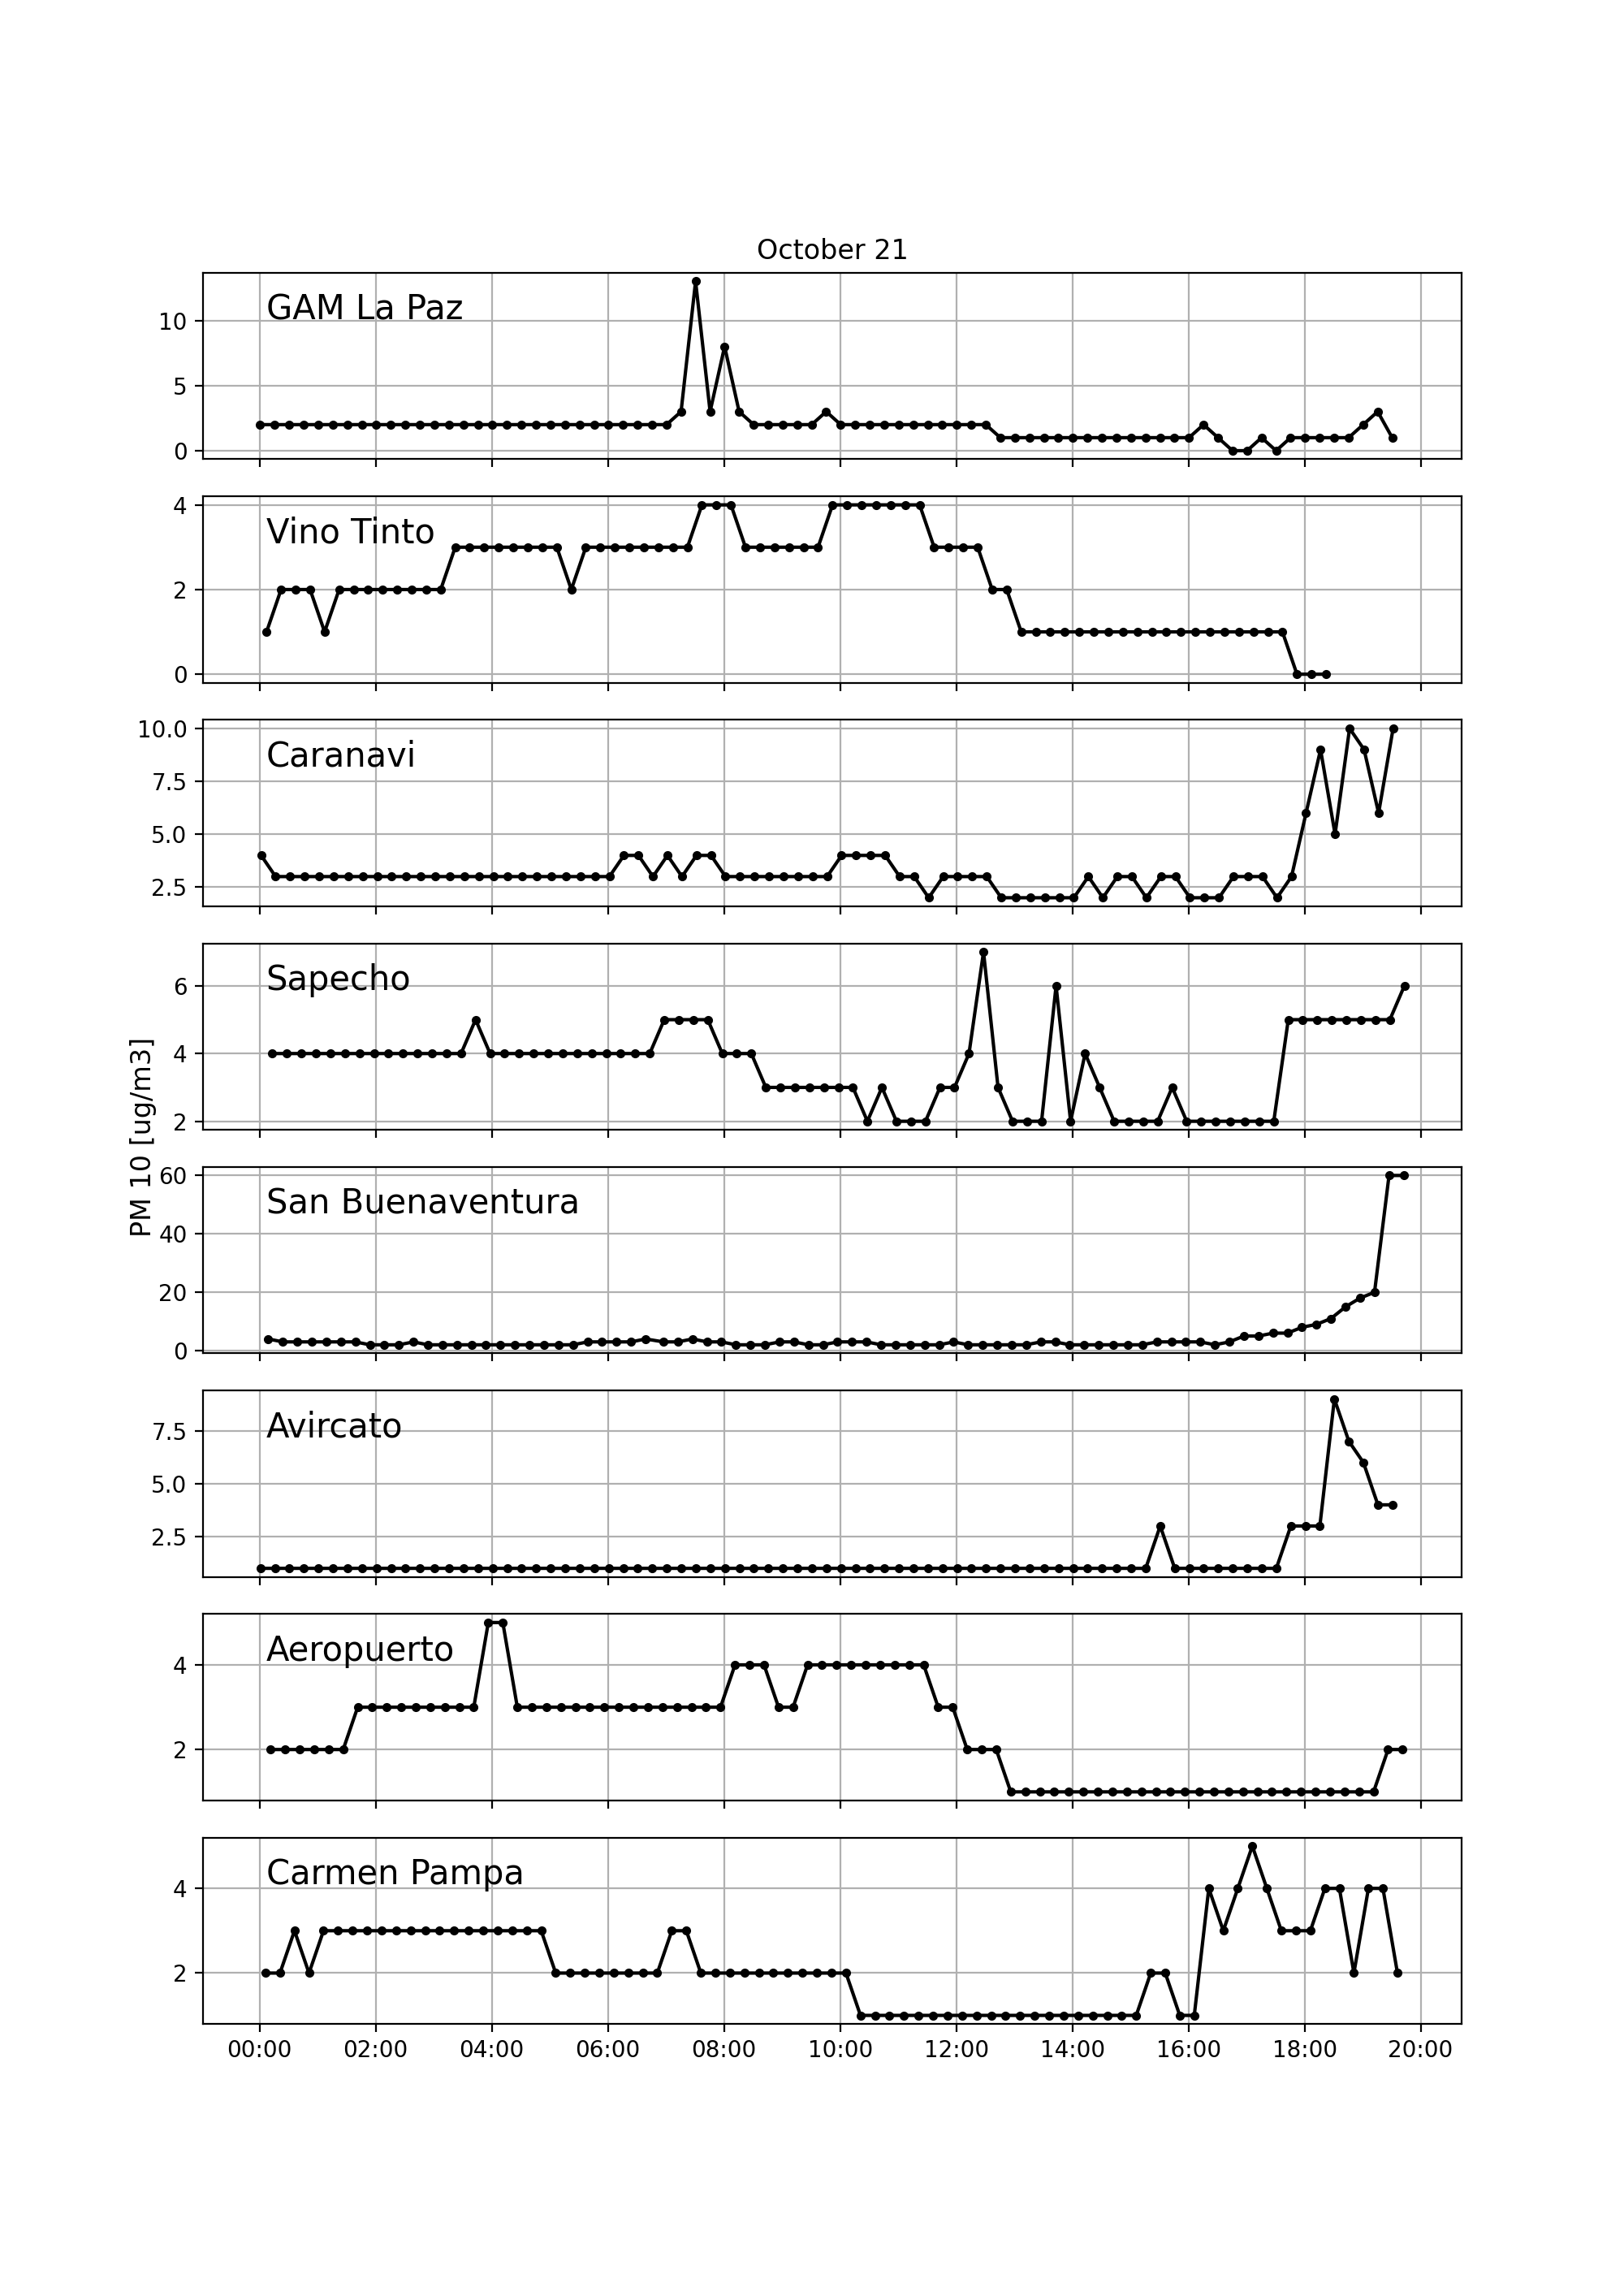 October 21
GAM La Paz
10
5
0
Vino Tinto
4
2
0
Caranavi
10.0
7.5
5.0
2.5
Sapecho
6
4
2
PM 10 [ug/m3]
San Buenaventura
60
40
20
0
Avircato
7.5
5.0
2.5
Aeropuerto
4
2
Carmen Pampa
4
2
00:00 02:00 04:00 06:00 08:00 10:00 12:00 14:00 16:00 18:00 20:00